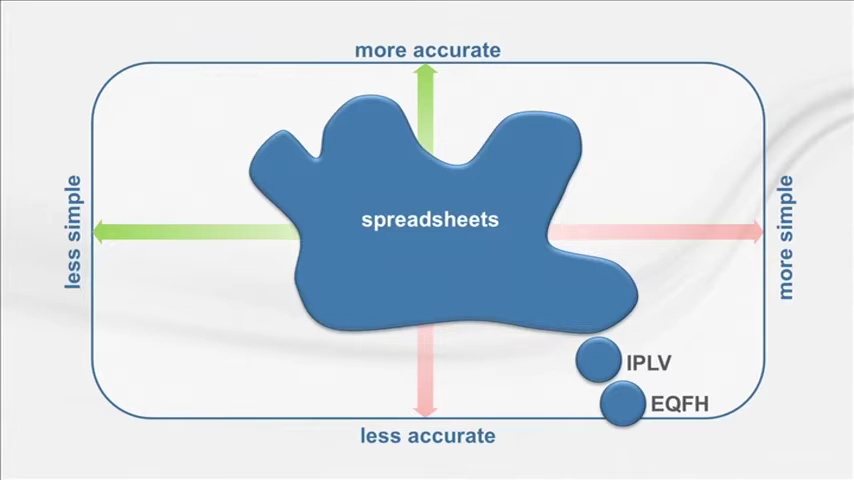 more accurate
less simple
spreadsheets
more simple
IPLV
EQFH
less accurate